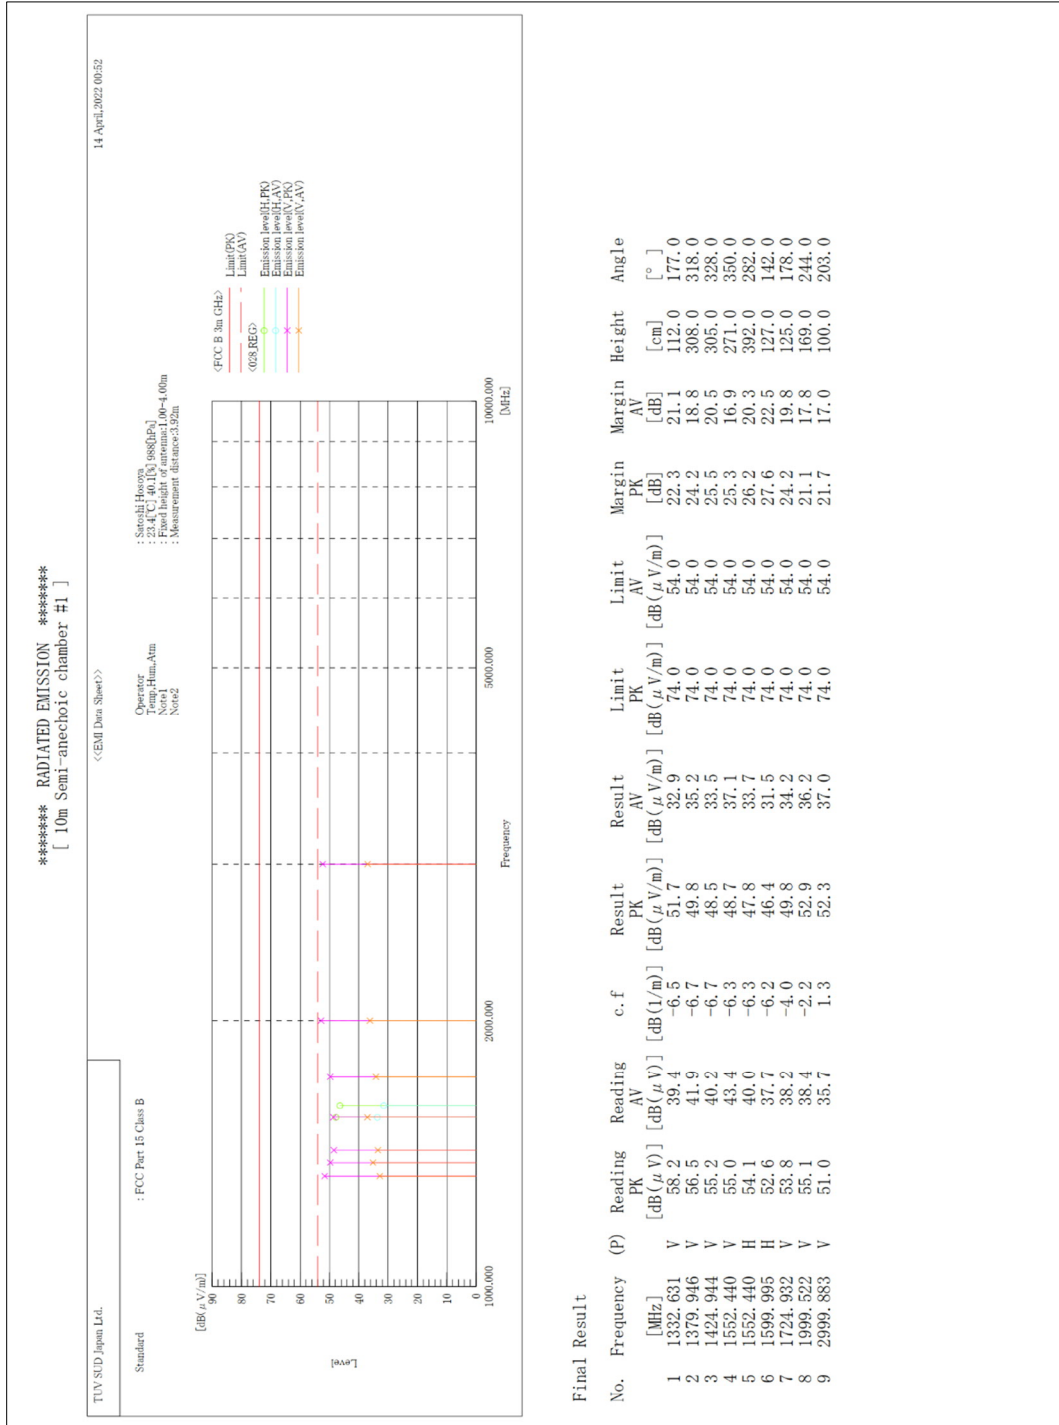 ******* RADIATED EMISSION *******
[ 10m Semi-anechoic chamber #1 ]
TUV SUD Japan Ltd.
<<EMI Data Sheet>>
14 April,2022 00:52
Standard : FCC Part 15 Class B
Operator : Satoshi Hosoya
Temp,Hum,Atm : 23.4[℃] 40.1[%] 988[hPa]
Note1 : Fixed height of antenna:1.00-4.00m
Note2 : Measurement distance:3.92m
<FCC B 3m GHz>
Limit(PK)
Limit(AV)
<028_REG>
Emission level(H,PK)
Emission level(H,AV)
Emission level(V,PK)
Emission level(V,AV)
[dB(μV/m)]
90
80
70
60
50
40
30
20
10
0
Level
1000.000 2000.000 5000.000 10000.000
Frequency [MHz]
Final Result
No. Frequency (P) Reading Reading c.f Result Result Limit Limit Margin Margin Height Angle
PK AV PK AV PK AV PK AV
[MHz] [dB(μV)] [dB(μV)] [dB(1/m)] [dB(μV/m)] [dB(μV/m)] [dB(μV/m)] [dB(μV/m)] [dB] [dB] [cm] [° ]
1 1332.631 V 58.2 39.4 -6.5 51.7 32.9 74.0 54.0 22.3 21.1 112.0 177.0
2 1379.946 V 56.5 41.9 -6.7 49.8 35.2 74.0 54.0 24.2 18.8 308.0 318.0
3 1424.944 V 55.2 40.2 -6.7 48.5 33.5 74.0 54.0 25.5 20.5 305.0 328.0
4 1552.440 V 55.0 43.4 -6.3 48.7 37.1 74.0 54.0 25.3 16.9 271.0 350.0
5 1552.440 H 54.1 40.0 -6.3 47.8 33.7 74.0 54.0 26.2 20.3 392.0 282.0
6 1599.995 H 52.6 37.7 -6.2 46.4 31.5 74.0 54.0 27.6 22.5 127.0 142.0
7 1724.932 V 53.8 38.2 -4.0 49.8 34.2 74.0 54.0 24.2 19.8 125.0 178.0
8 1999.522 V 55.1 38.4 -2.2 52.9 36.2 74.0 54.0 21.1 17.8 169.0 244.0
9 2999.883 V 51.0 35.7 1.3 52.3 37.0 74.0 54.0 21.7 17.0 100.0 203.0